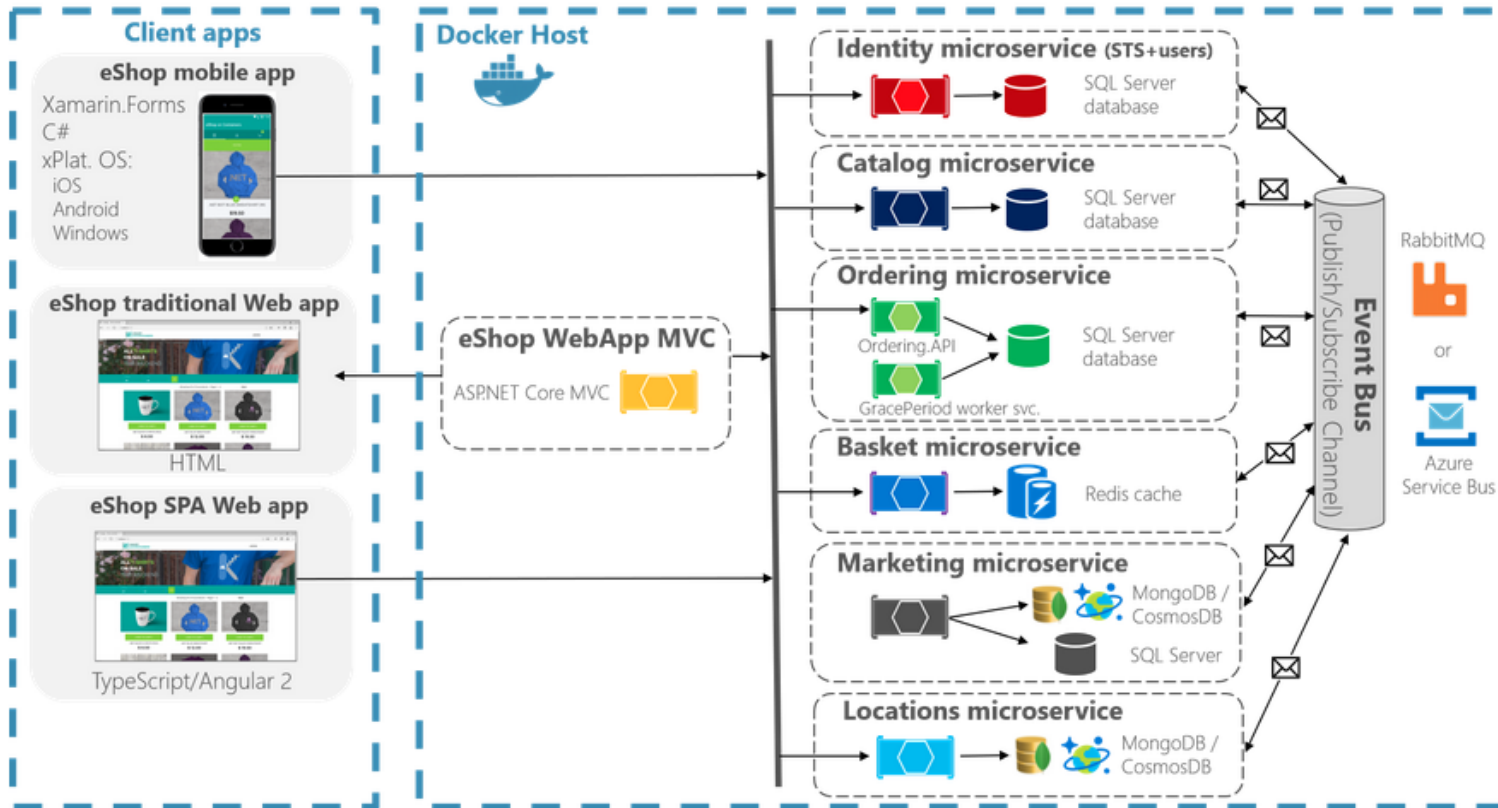 Client apps
eShop mobile app
Xamarin.Forms
C#
xPlat. OS:
iOS
Android
Windows
eShop traditional Web app
HTML
eShop SPA Web app
TypeScript/Angular 2
Docker Host
eShop WebApp MVC
ASP.NET Core MVC
Identity microservice (STS+users)
SQL Server
database
Catalog microservice
SQL Server
database
Ordering microservice
Ordering.API
SQL Server
database
GracePeriod worker svc.
Basket microservice
Redis cache
Marketing microservice
MongoDB /
CosmosDB
SQL Server
Locations microservice
MongoDB /
CosmosDB
Event Bus
(Publish/Subscribe Channel)
RabbitMQ
or
Azure
Service Bus